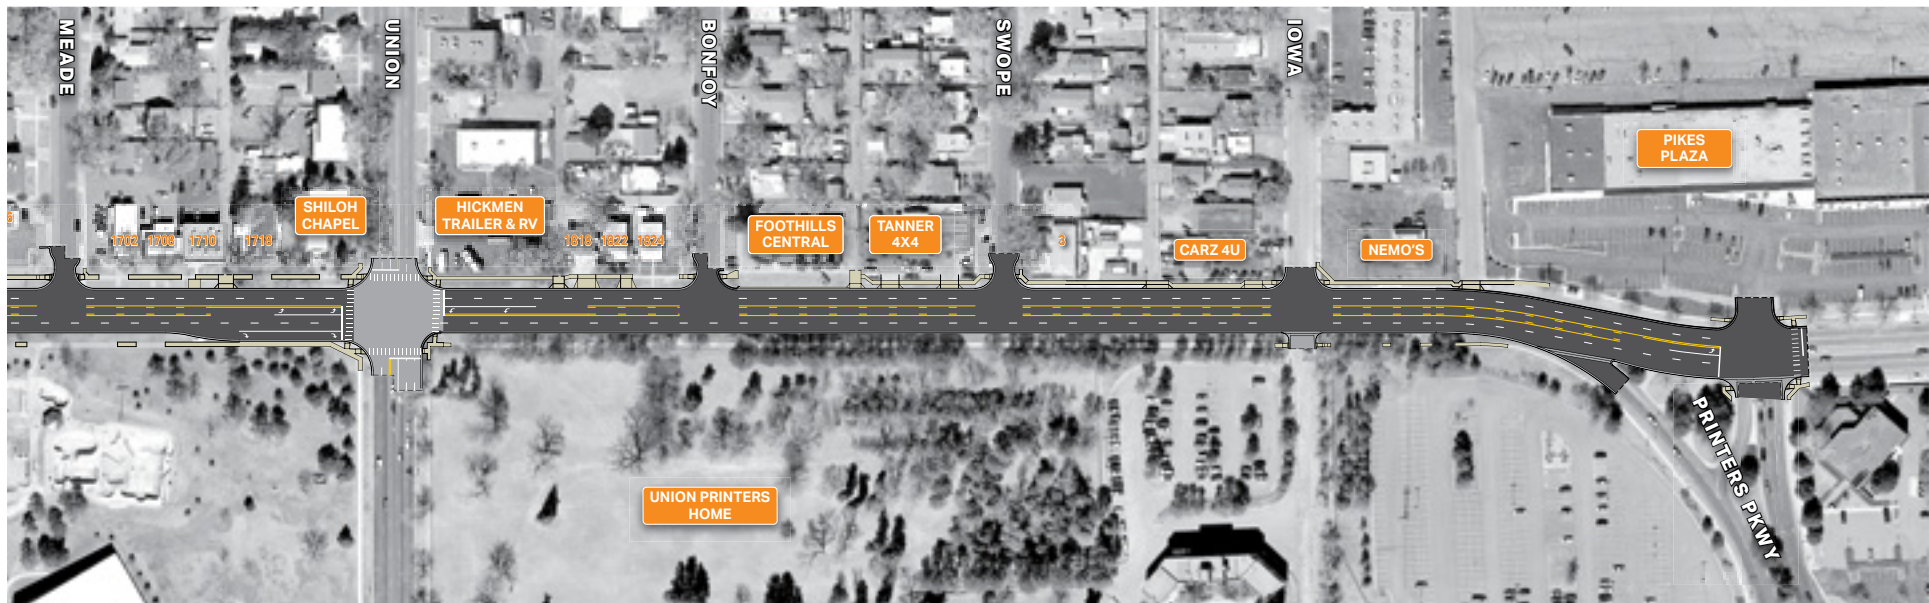 MEADE
UNION
BONFOY
SWOPE
IOWA
PIKES
PLAZA
SHILOH
CHAPEL
HICKMEN
TRAILER & RV
FOOTHILLS
CENTRAL
TANNER
4X4
CARZ 4U
NEMO'S
1702
1708
1710
1718
1818
1822
1824
3
UNION PRINTERS
HOME
PRINTERS PKWY